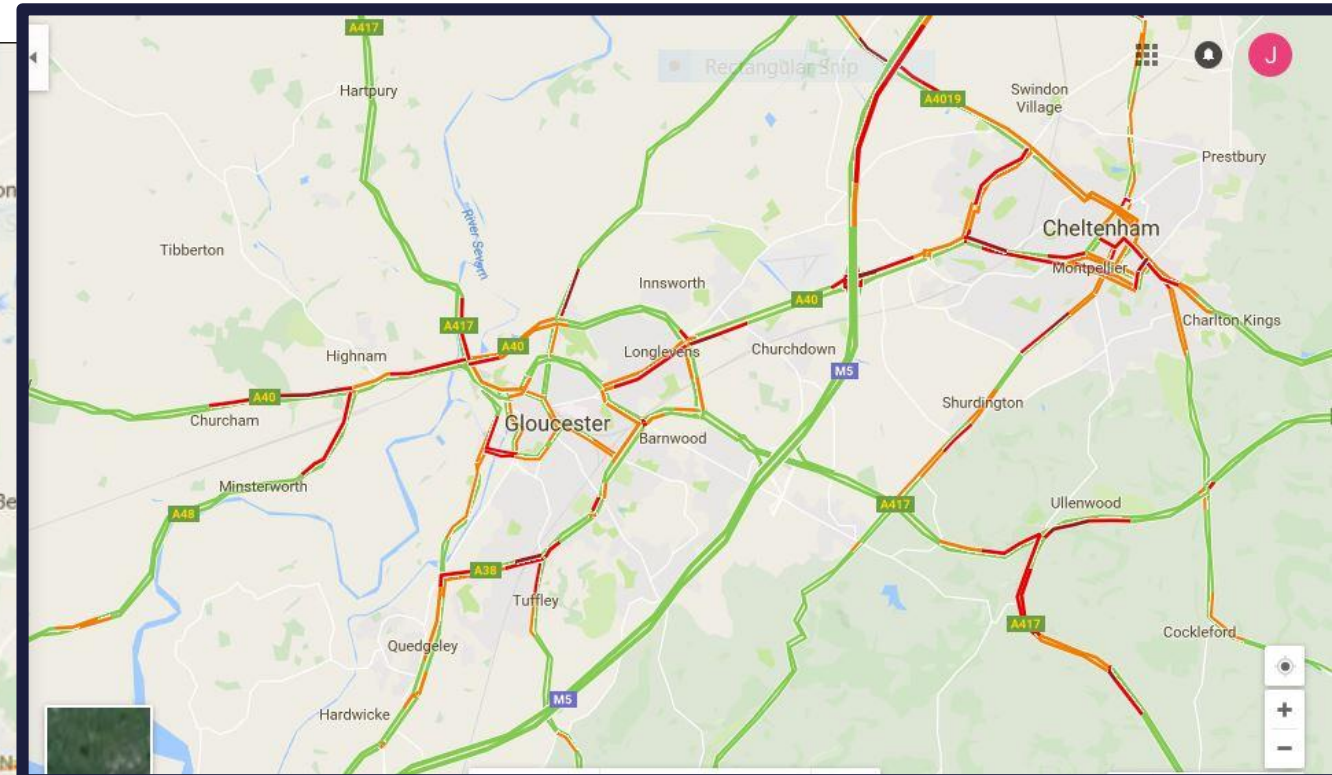 A417
Rectangular Snip
J
Hartpury
A4019
Swindon
Village
Prestbury
on
River Severn
Cheltenham
Tibberton
Montpellier
Innsworth
A40
Charlton Kings
A417
A40
Highnam
Longlevens
Churchdown
M5
A40
Churcham
Shurdington
Gloucester
Barnwood
Minsterworth
A48
Be
A417
Ullenwood
A38
Tuffley
A417
Cockleford
Quedgeley
M5
Hardwicke
N